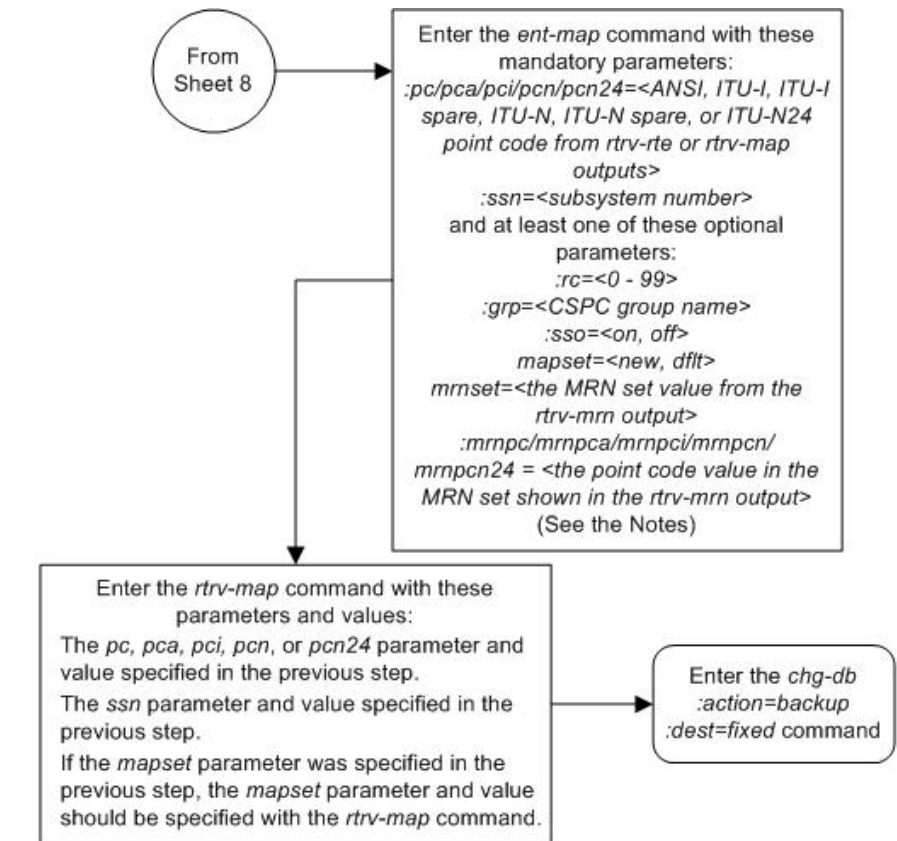 From
Sheet 8
Enter the ent-map command with these
mandatory parameters:
:pc/pca/pci/pcn/pcn24=<ANSI, ITU-I, ITU-I
spare, ITU-N, ITU-N spare, or ITU-N24
point code from rtrv-rte or rtrv-map
outputs>
:ssn=<subsystem number>
and at least one of these optional
parameters:
:rc=<0 - 99>
:grp=<CSPC group name>
:sso=<on, off>
mapset=<new, dflt>
mrnset=<the MRN set value from the
rtrv-mrn output>
:mrnpc/mrnpca/mrnpci/mrnpcn/
mrnpcn24 = <the point code value in the
MRN set shown in the rtrv-mrn output>
(See the Notes)
Enter the rtrv-map command with these
parameters and values:
The pc, pca, pci, pcn, or pcn24 parameter and
value specified in the previous step.
The ssn parameter and value specified in the
previous step.
If the mapset parameter was specified in the
previous step, the mapset parameter and value
should be specified with the rtrv-map command.
Enter the chg-db
:action=backup
:dest=fixed command